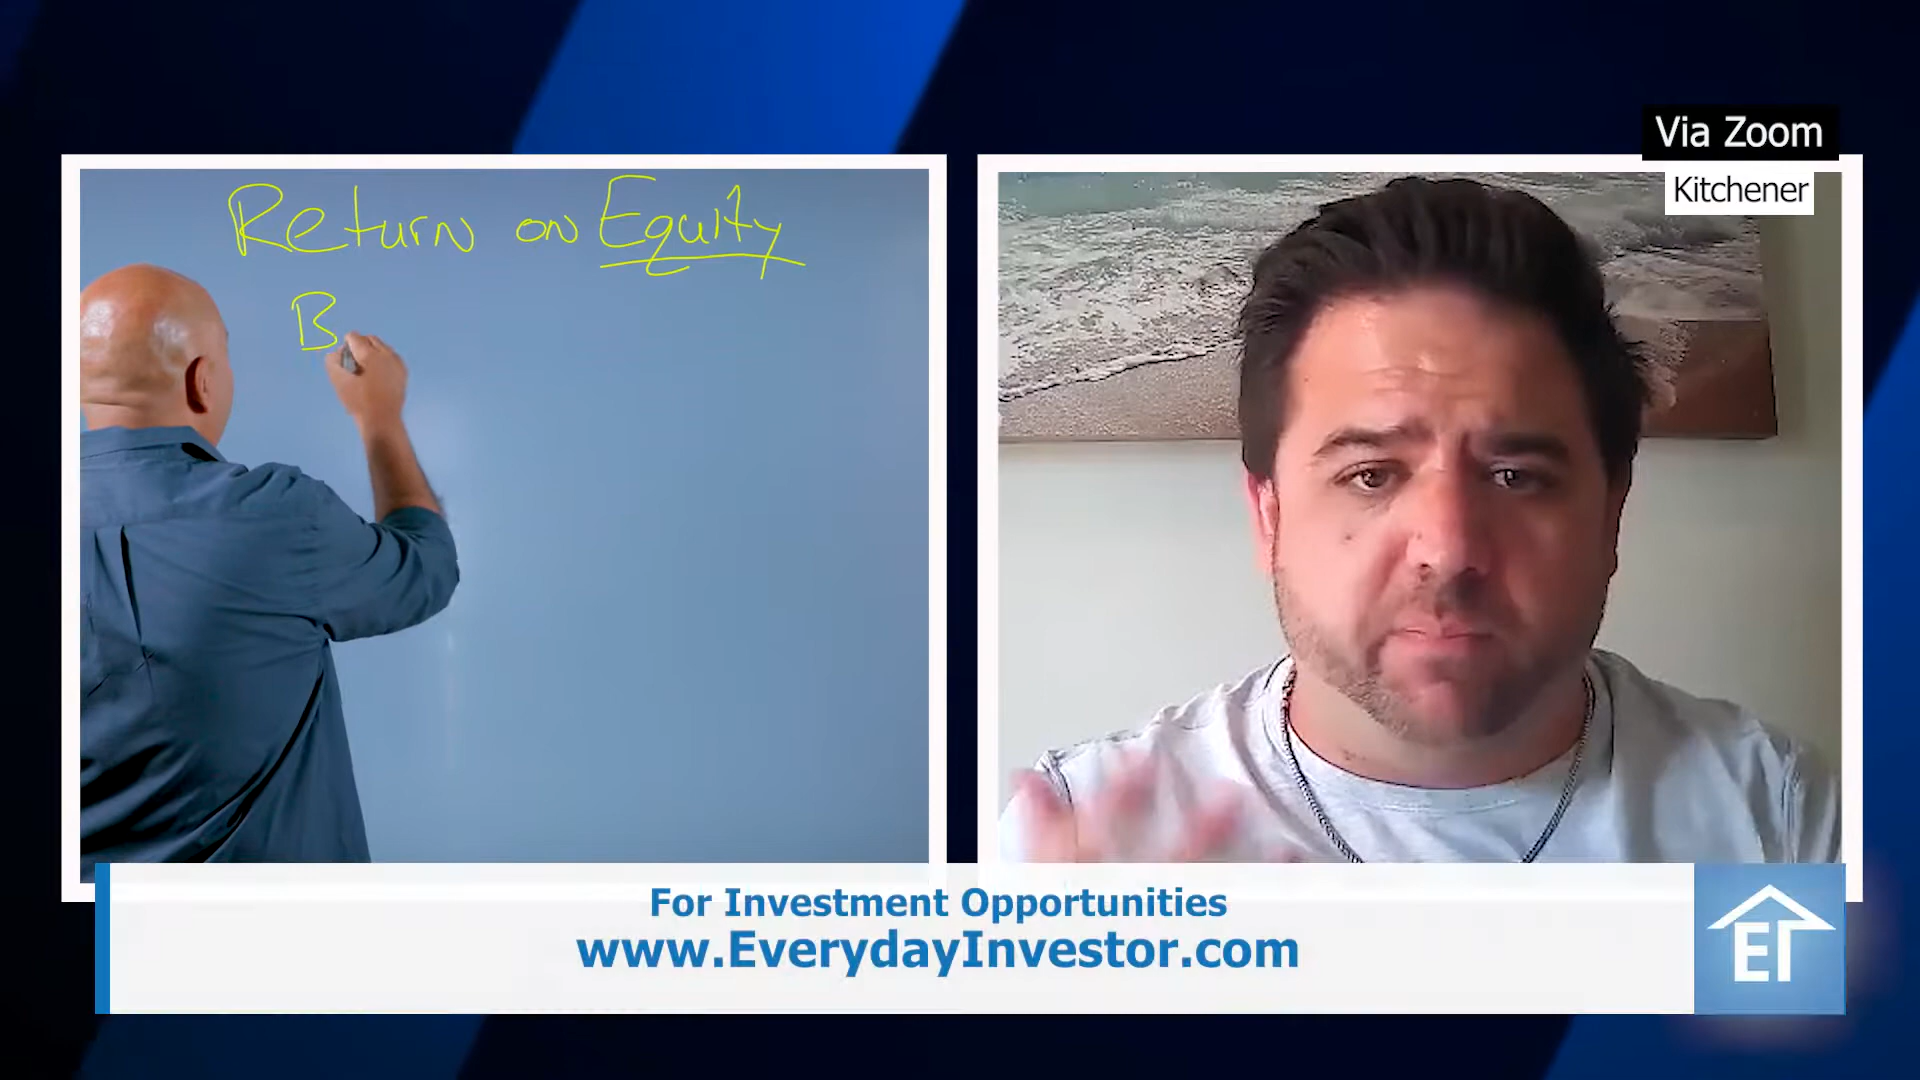 Via Zoom
Kitchener
Return on Equity
B
For Investment Opportunities
www.EverydayInvestor.com
EI